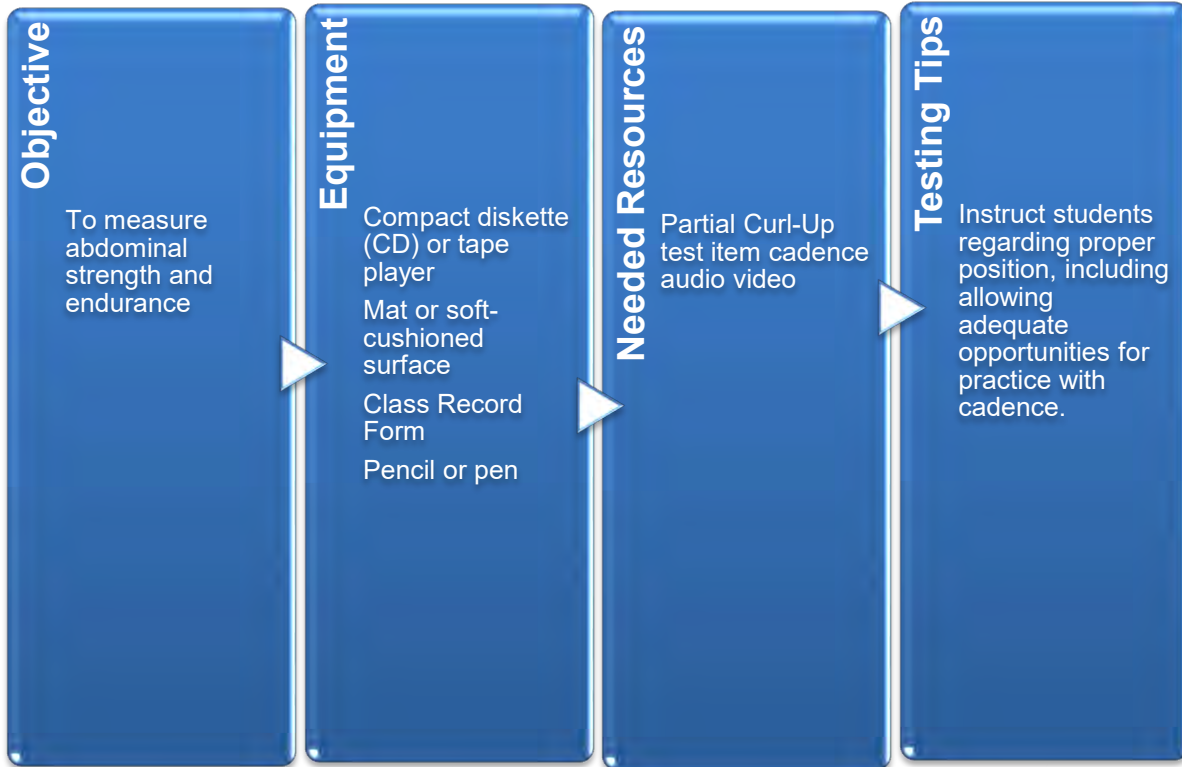 Objective
To measure
abdominal
strength and
endurance
Equipment
Compact diskette
(CD) or tape
player
Mat or soft-
cushioned
surface
Class Record
Form
Pencil or pen
Needed Resources
Partial Curl-Up
test item cadence
audio video
Testing Tips
Instruct students
regarding proper
position, including
allowing
adequate
opportunities for
practice with
cadence.